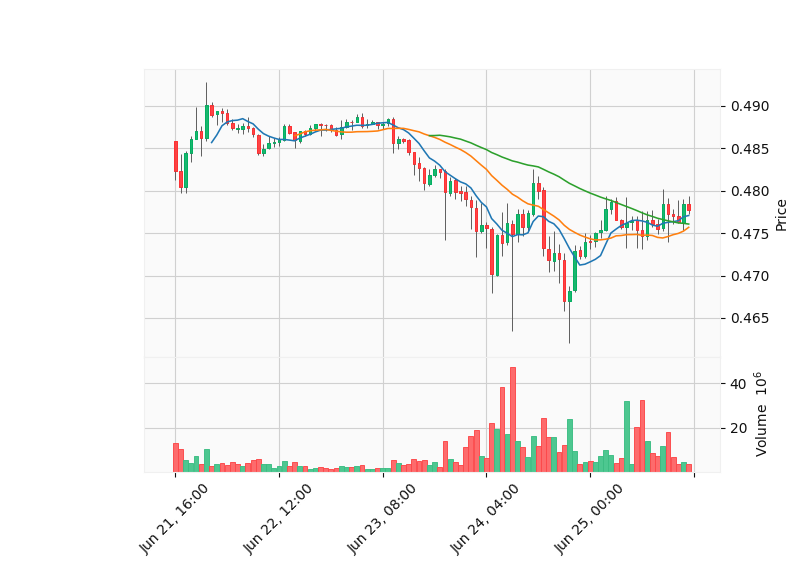 0.490
0.485
0.480
0.475
0.470
0.465
Price
40
20
Volume 10^6
Jun 21, 16:00
Jun 22, 12:00
Jun 23, 08:00
Jun 24, 04:00
Jun 25, 00:00